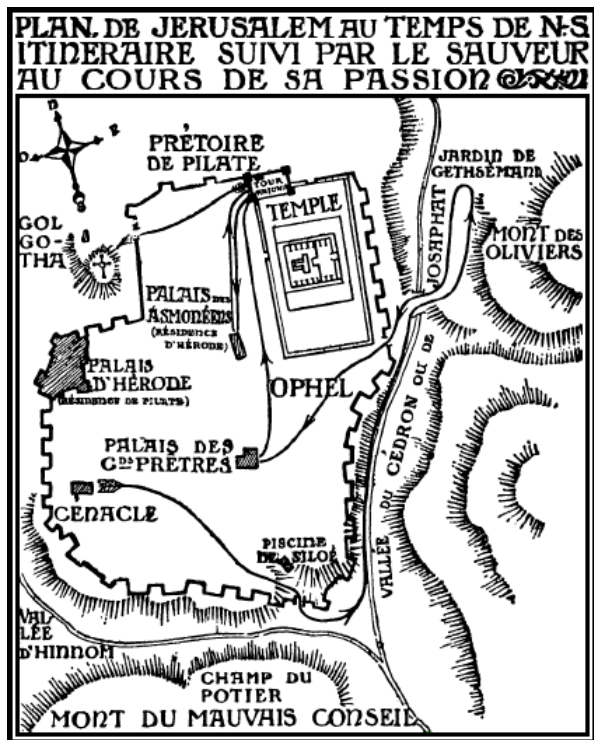 PLAN DE JERUSALEM AU TEMPS DE N.-S.
ITINERAIRE SUIVI PAR LE SAUVEUR
AU COURS DE SA PASSION
N
E
O
S
PRÉTOIRE
DE PILATE
TOUR
TEMPLE
JARDIN DE
GETHSÉMANI
JOSAPHAT
MONT DES
OLIVIERS
GOL
GO-
THA
PALAIS DES
ASMONÉENS
(RÉSIDENCE
D'HÉRODE)
PALAIS
D'HÉRODE
(RÉSIDENCE DE PILATE)
OPHEL
VALLÉE DU CÉDRON OU DE
PALAIS DES
GDS PRÊTRES
CENACLE
PISCINE
DE SILOÉ
VAL
LÉE
D'HINNOM
CHAMP DU
POTIER
MONT DU MAUVAIS CONSEIL